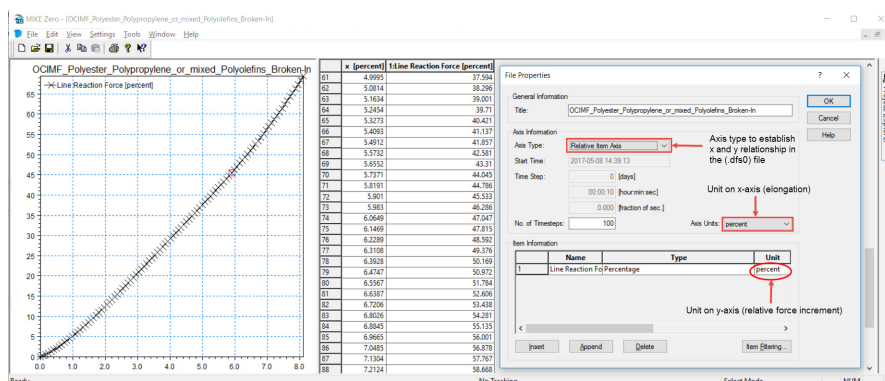 MIKE Zero - [OCIMF_Polyester_Polypropylene_or_mixed_Polyolefins_Broken-In]
File Edit View Settings Tools Window Help
OCIMF_Polyester_Polypropylene_or_mixed_Polyolefins_Broken-In
Line Reaction Force [percent]
65
60
55
50
45
40
35
30
25
20
15
10
5
0
0.0 1.0 2.0 3.0 4.0 5.0 6.0 7.0 8.0
x [percent] 1:Line Reaction Force [percent]
61 4.9995 37.594
62 5.0814 38.296
63 5.1634 39.001
64 5.2454 39.71
65 5.3273 40.421
66 5.4093 41.137
67 5.4912 41.857
68 5.5732 42.581
69 5.6552 43.31
70 5.7371 44.045
71 5.8191 44.786
72 5.901 45.533
73 5.983 46.286
74 6.0649 47.047
75 6.1469 47.815
76 6.2289 48.592
77 6.3108 49.376
78 6.3928 50.169
79 6.4747 50.972
80 6.5567 51.784
81 6.6387 52.606
82 6.7206 53.438
83 6.8026 54.281
84 6.8845 55.135
85 6.9665 56.001
86 7.0485 56.878
87 7.1304 57.767
88 7.2124 58.668
File Properties
General Information
Title: OCIMF_Polyester_Polypropylene_or_mixed_Polyolefins_Broken-In
OK
Cancel
Help
Axis Information
Axis Type: Relative Item Axis
Start Time: 2017-05-08 14:39:13
Time Step: 0 [days]
00:00:10 [hour:min:sec]
0.000 [fraction of sec.]
No. of Timesteps: 100 Axis Units: percent
Axis type to establish
x and y relationship in
the (.dfs0) file
Unit on x-axis (elongation)
Item Information
Name Type Unit
1 Line Reaction Fo Percentage percent
Unit on y-axis (relative force increment)
Insert Append Delete Item Filtering...
Ready No Tracking Select Mode NUM